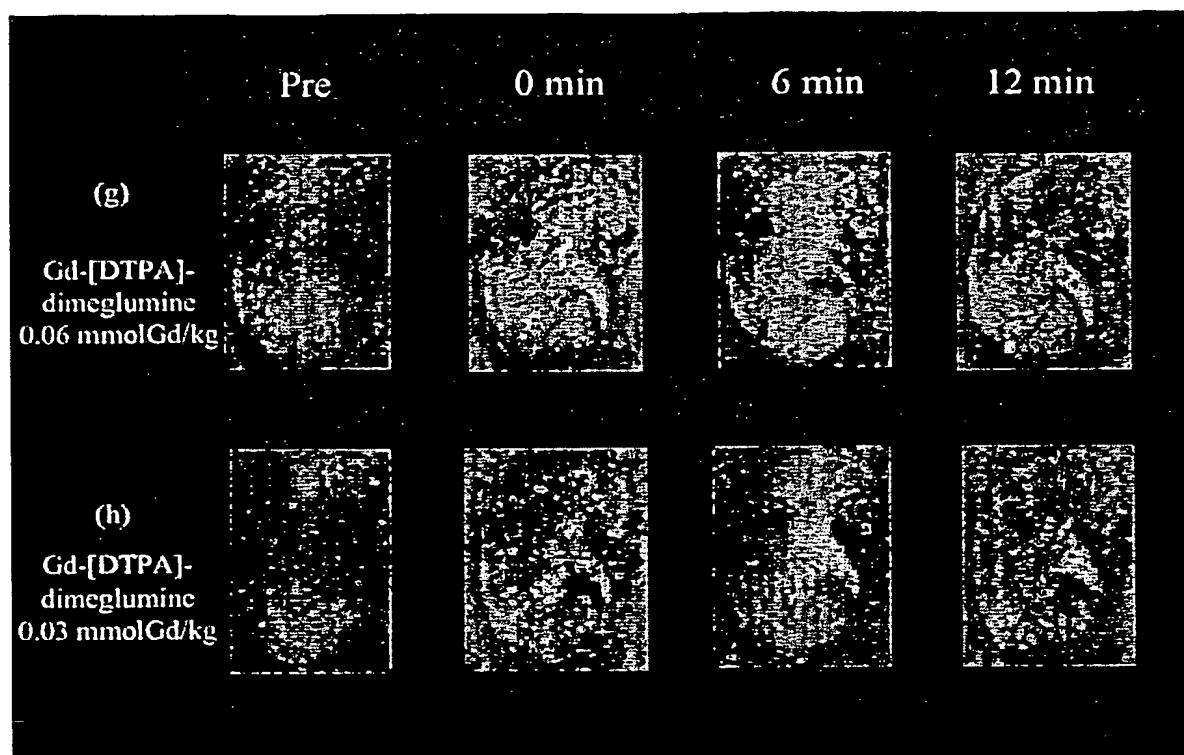 Pre 0 min 6 min 12 min
(g)
Gd-[DTPA]-
dimeglumine
0.06 mmolGd/kg
(h)
Gd-[DTPA]-
dimeglumine
0.03 mmolGd/kg